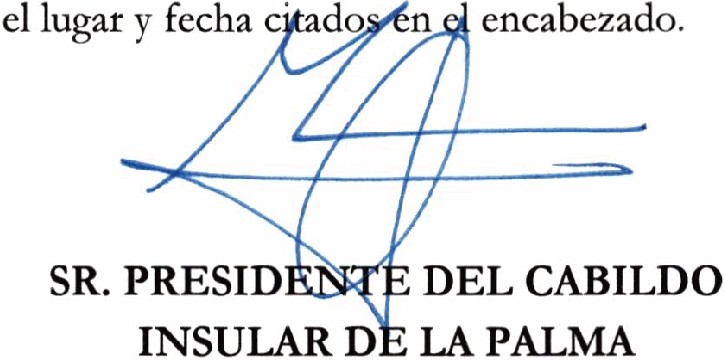 el lugar y fecha citados en el encabezado.
SR. PRESIDENTE DEL CABILDO
INSULAR DE LA PALMA